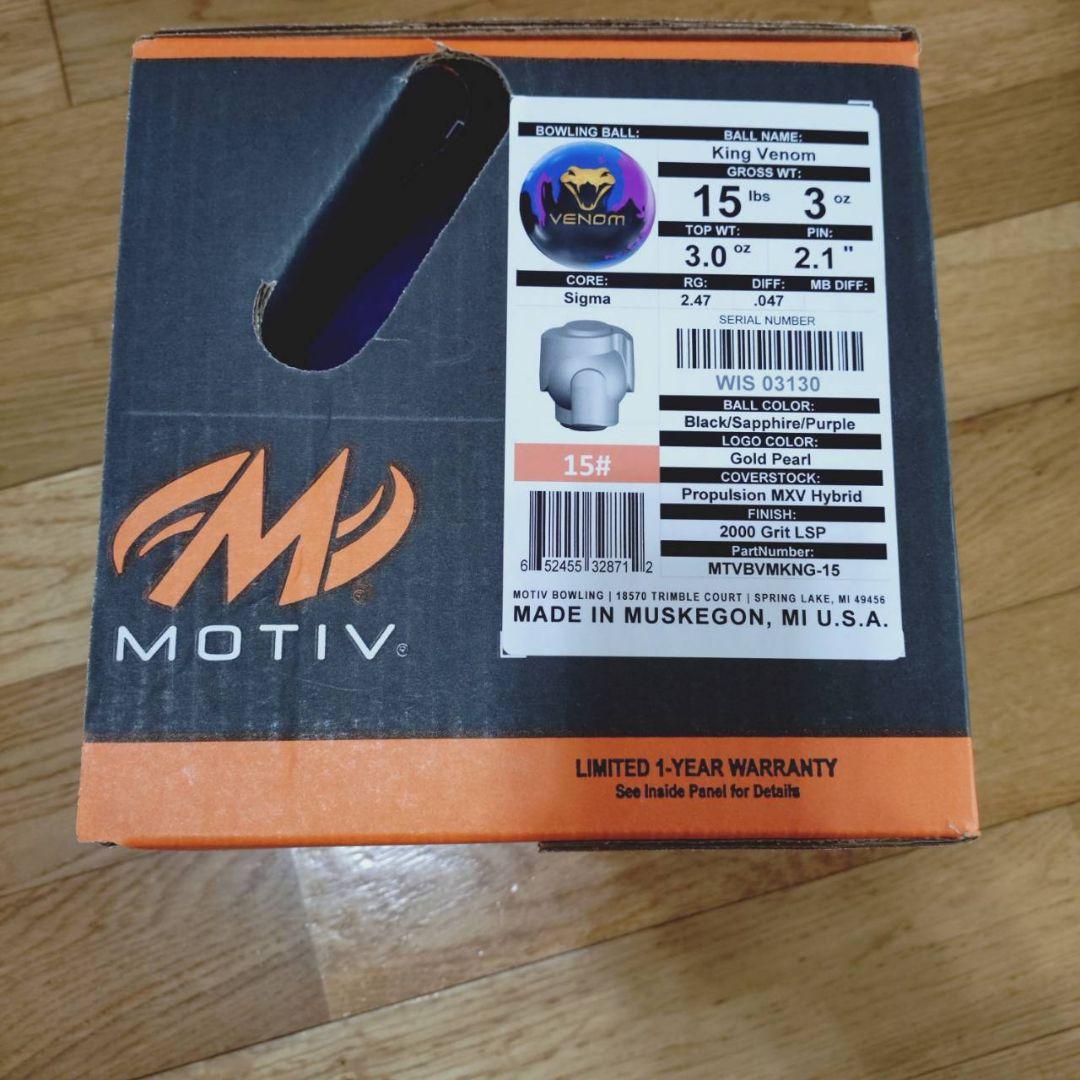 BOWLING BALL:
VENOM
BALL NAME:
King Venom
GROSS WT:
15 lbs 3 oz
TOP WT: PIN:
3.0 oz 2.1 "
CORE: RG: DIFF: MB DIFF:
Sigma 2.47 .047
SERIAL NUMBER
WIS 03130
BALL COLOR:
Black/Sapphire/Purple
LOGO COLOR:
Gold Pearl
15#
COVERSTOCK:
Propulsion MXV Hybrid
FINISH:
2000 Grit LSP
PartNumber:
MTVBVMKNG-15
6 52455 32871 2
MOTIV BOWLING | 18570 TRIMBLE COURT | SPRING LAKE, MI 49456
MADE IN MUSKEGON, MI U.S.A.
M®
MOTIV®
LIMITED 1-YEAR WARRANTY
See Inside Panel for Details